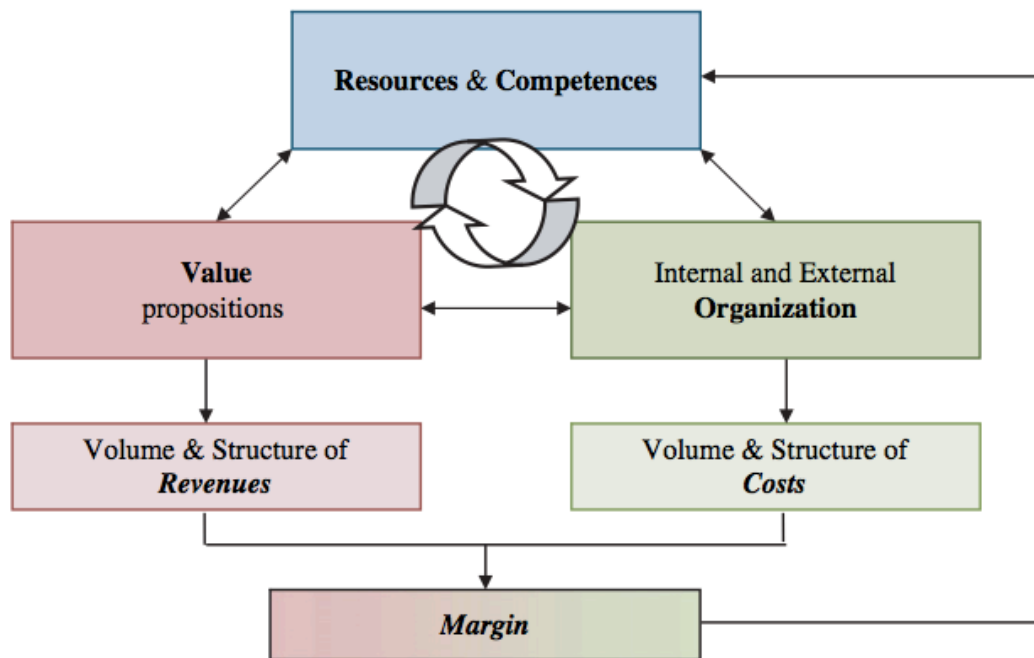 Resources & Competences
Value
propositions
Internal and External
Organization
Volume & Structure of
Revenues
Volume & Structure of
Costs
Margin